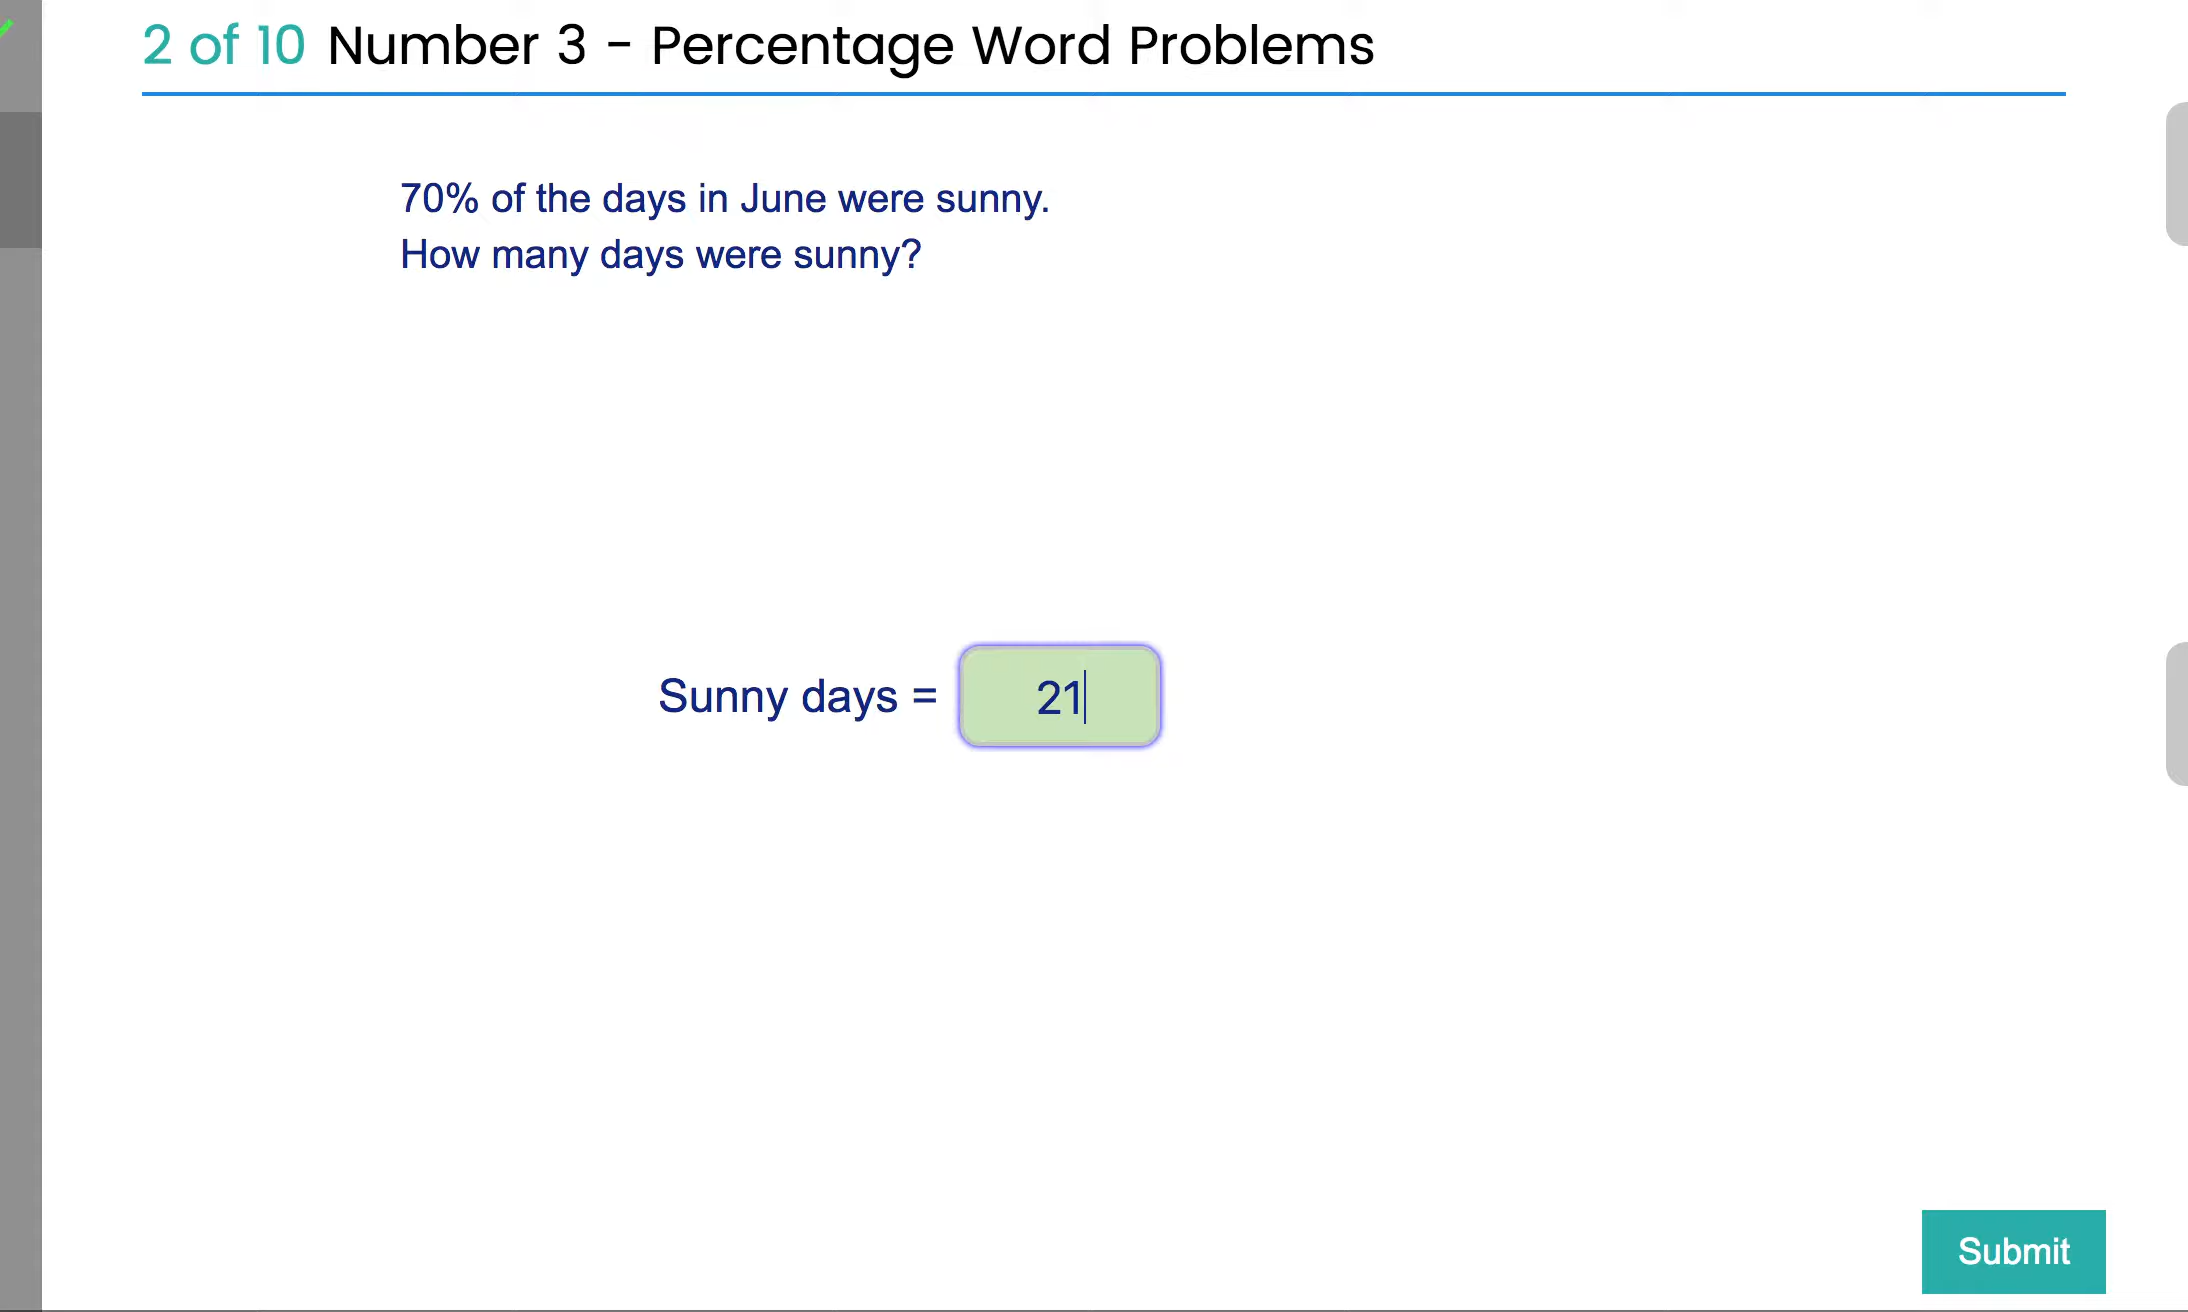 2 of 10 Number 3 - Percentage Word Problems
70% of the days in June were sunny.
How many days were sunny?
Sunny days = 21
Submit